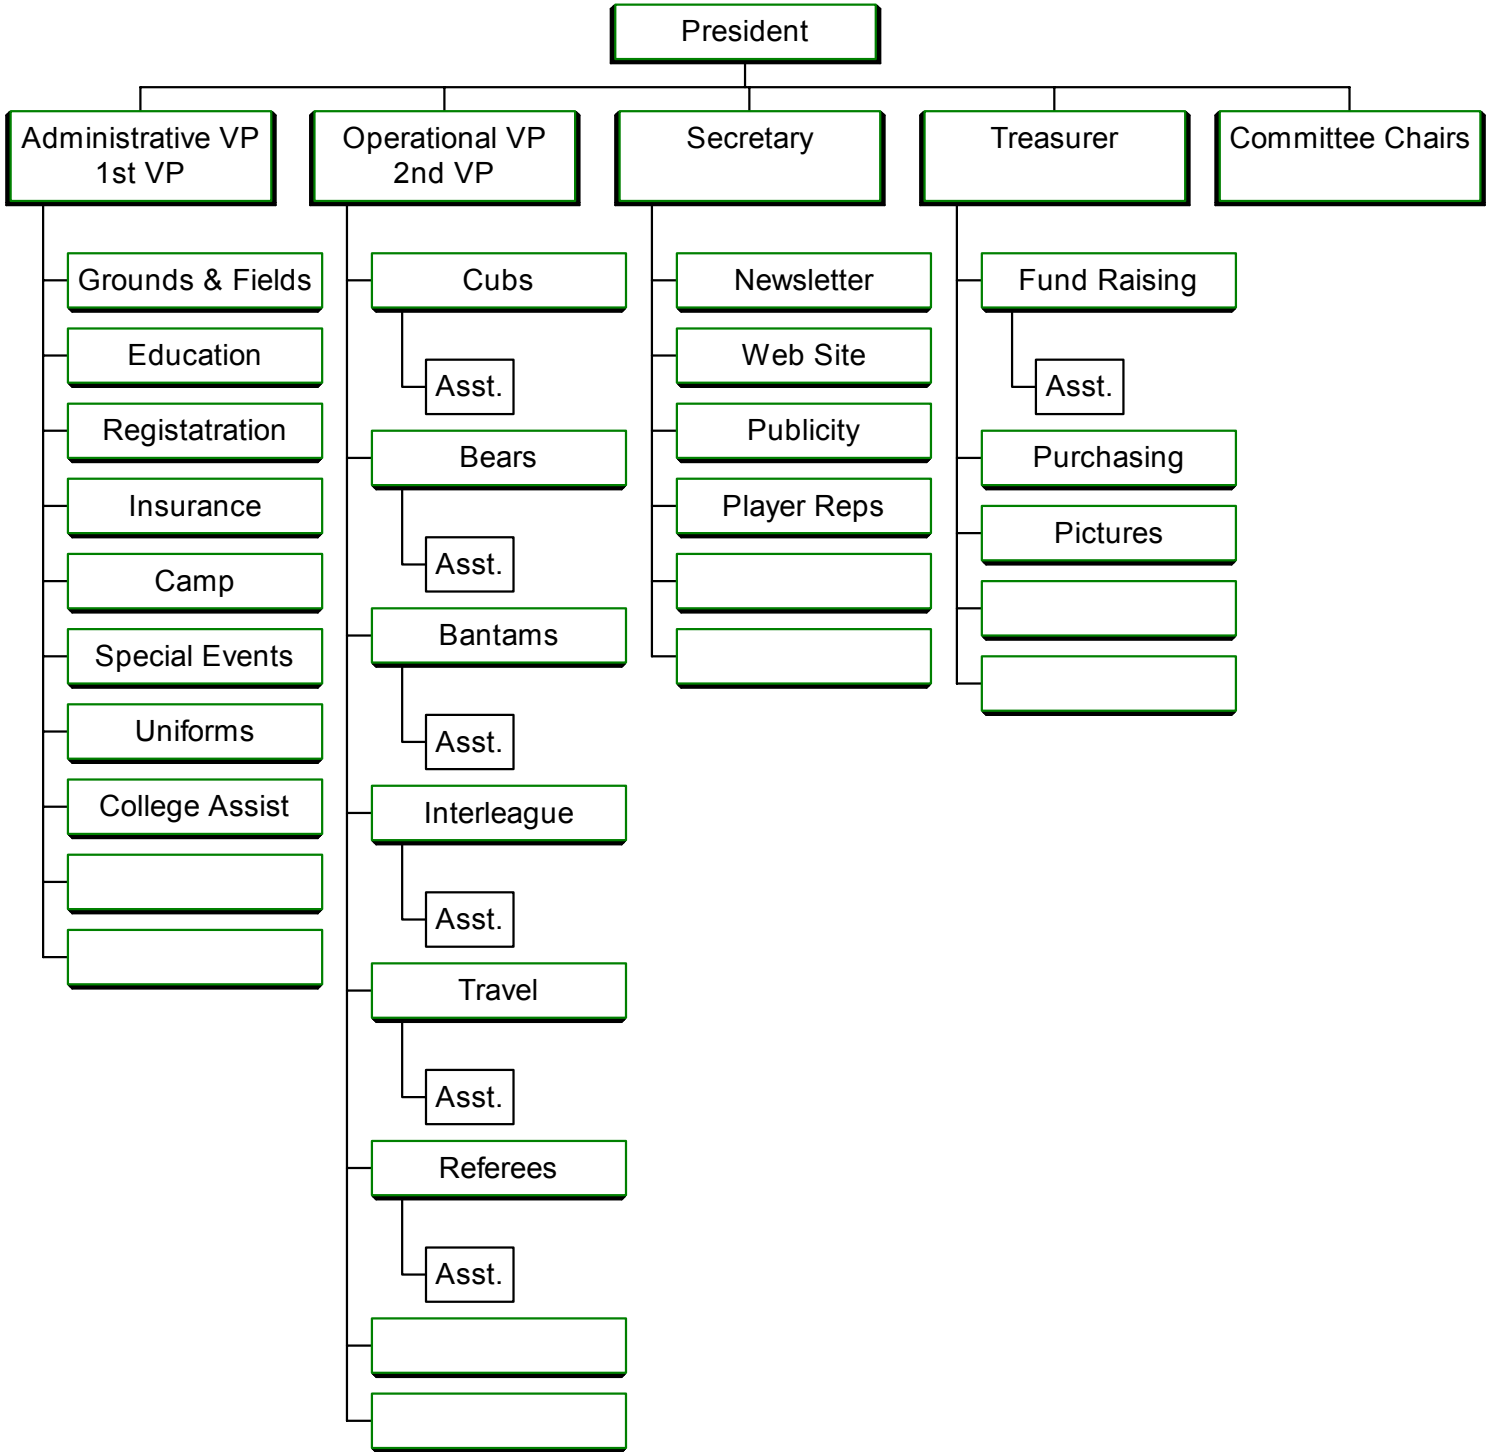 President
Administrative VP
1st VP
Operational VP
2nd VP
Secretary
Treasurer
Committee Chairs
Grounds & Fields
Education
Registatration
Insurance
Camp
Special Events
Uniforms
College Assist
Cubs
Asst.
Bears
Asst.
Bantams
Asst.
Interleague
Asst.
Travel
Asst.
Referees
Asst.
Newsletter
Web Site
Publicity
Player Reps
Fund Raising
Asst.
Purchasing
Pictures